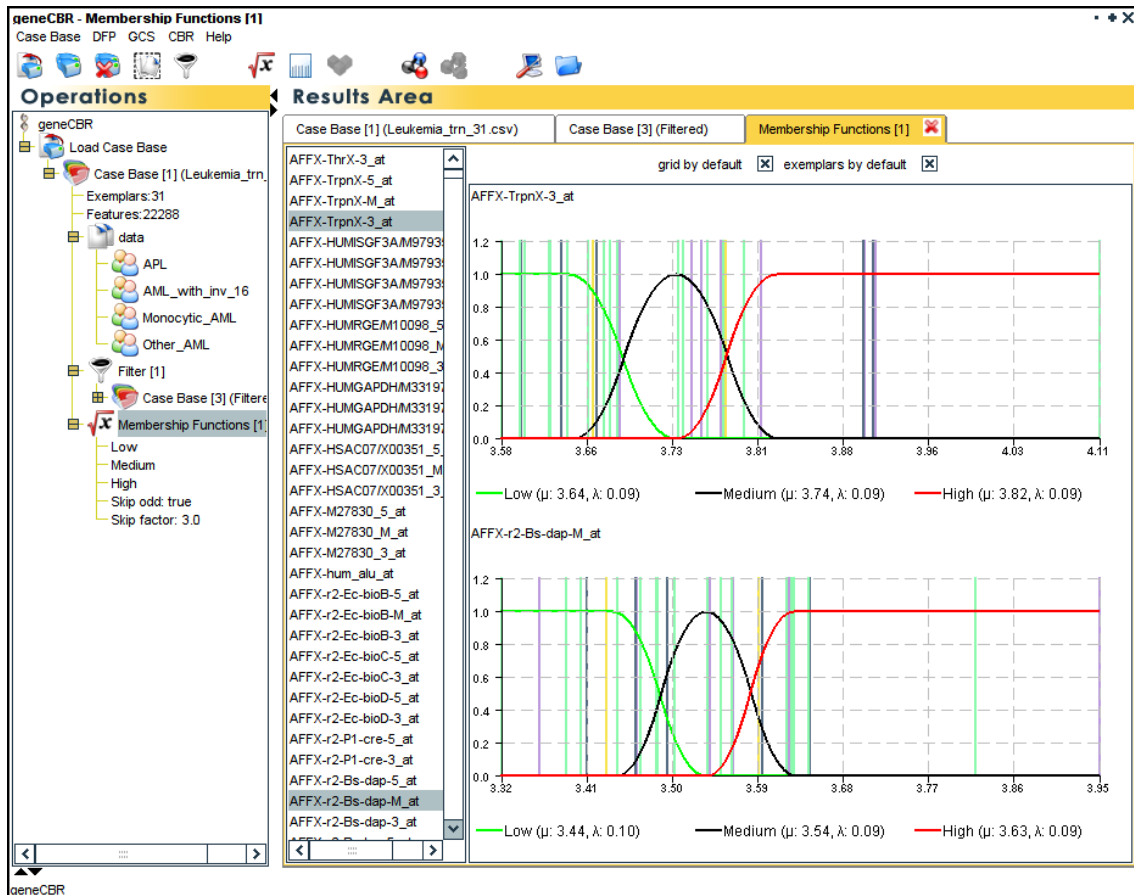 geneCBR - Membership Functions [1]
Case Base DFP GCS CBR Help
Operations
geneCBR
Load Case Base
Case Base [1] (Leukemia_trn_
Exemplars:31
Features:22288
data
APL
AML_with_inv_16
Monocytic_AML
Other_AML
Filter [1]
Case Base [3] (Filtere
Membership Functions [1]
Low
Medium
High
Skip odd: true
Skip factor: 3.0
Results Area
Case Base [1] (Leukemia_trn_31.csv)
Case Base [3] (Filtered)
Membership Functions [1]
AFFX-ThrX-3_at
AFFX-TrpnX-5_at
AFFX-TrpnX-M_at
AFFX-TrpnX-3_at
AFFX-HUMISGF3A/M9793
AFFX-HUMISGF3A/M9793
AFFX-HUMISGF3A/M9793
AFFX-HUMISGF3A/M9793
AFFX-HUMRGE/M10098_5
AFFX-HUMRGE/M10098_M
AFFX-HUMRGE/M10098_3
AFFX-HUMGAPDH/M33197
AFFX-HUMGAPDH/M33197
AFFX-HUMGAPDH/M33197
AFFX-HSAC07/X00351_5
AFFX-HSAC07/X00351_M
AFFX-HSAC07/X00351_3
AFFX-M27830_5_at
AFFX-M27830_M_at
AFFX-M27830_3_at
AFFX-hum_alu_at
AFFX-r2-Ec-bioB-5_at
AFFX-r2-Ec-bioB-M_at
AFFX-r2-Ec-bioB-3_at
AFFX-r2-Ec-bioC-5_at
AFFX-r2-Ec-bioC-3_at
AFFX-r2-Ec-bioD-5_at
AFFX-r2-Ec-bioD-3_at
AFFX-r2-P1-cre-5_at
AFFX-r2-P1-cre-3_at
AFFX-r2-Bs-dap-5_at
AFFX-r2-Bs-dap-M_at
AFFX-r2-Bs-dap-3_at
grid by default exemplars by default
AFFX-TrpnX-3_at
1.2
1.0
0.8
0.6
0.4
0.2
0.0
3.58 3.66 3.73 3.81 3.88 3.96 4.03 4.11
Low (μ: 3.64, λ: 0.09) Medium (μ: 3.74, λ: 0.09) High (μ: 3.82, λ: 0.09)
AFFX-r2-Bs-dap-M_at
1.2
1.0
0.8
0.6
0.4
0.2
0.0
3.32 3.41 3.50 3.59 3.68 3.77 3.86 3.95
Low (μ: 3.44, λ: 0.10) Medium (μ: 3.54, λ: 0.09) High (μ: 3.63, λ: 0.09)
geneCBR